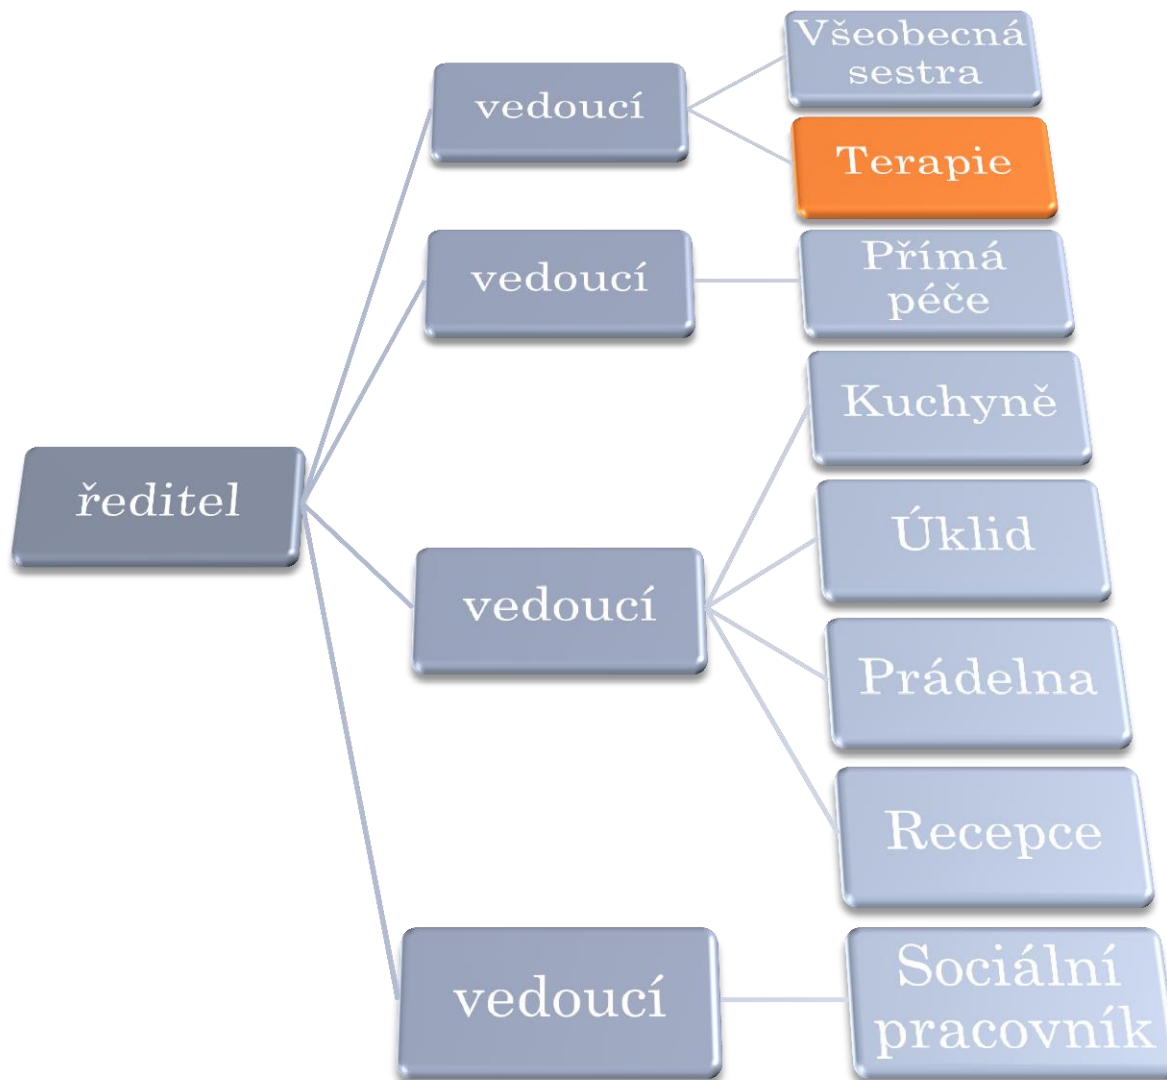 Všeobecná
sestra
vedoucí
Terapie
vedoucí
Přímá
péče
Kuchyně
ředitel
Úklid
vedoucí
Prádelna
Recepce
vedoucí
Sociální
pracovník